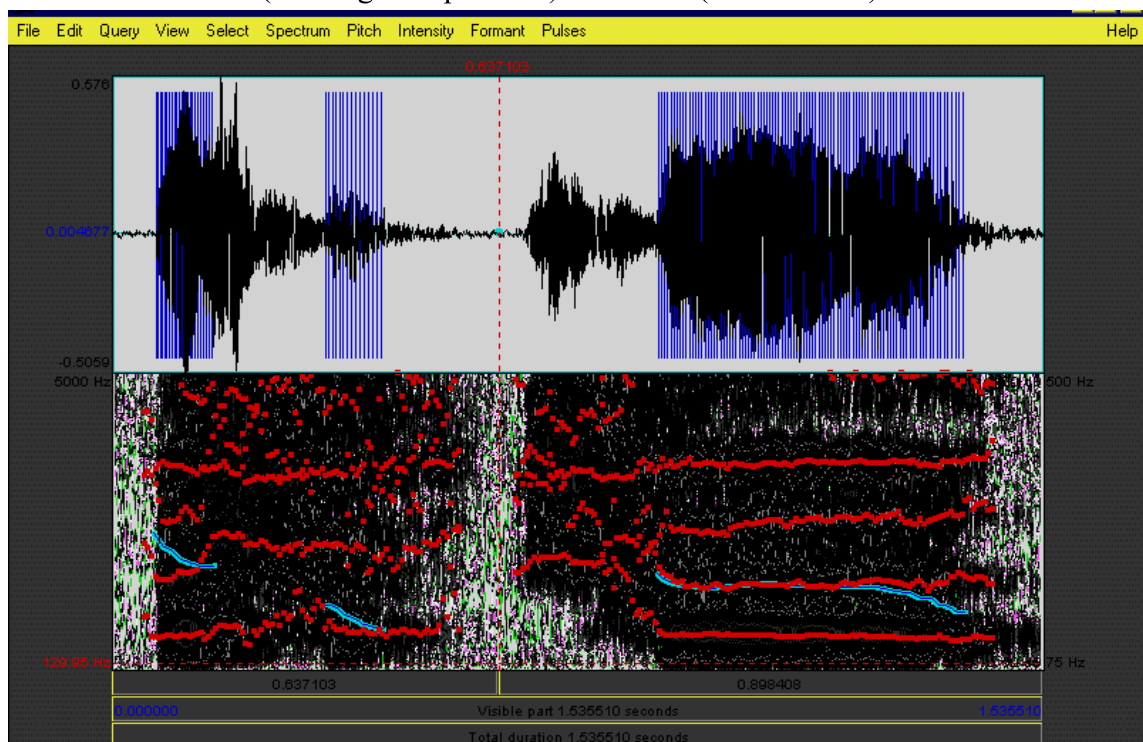 File Edit Query View Select Spectrum Pitch Intensity Formant Pulses Help
0.637103
0.576
0.004677
-0.5059
5000 Hz 500 Hz
129.95 Hz 75 Hz
0.637103 0.898408
0.000000 Visible part 1.535510 seconds 1.535510
Total duration 1.535510 seconds